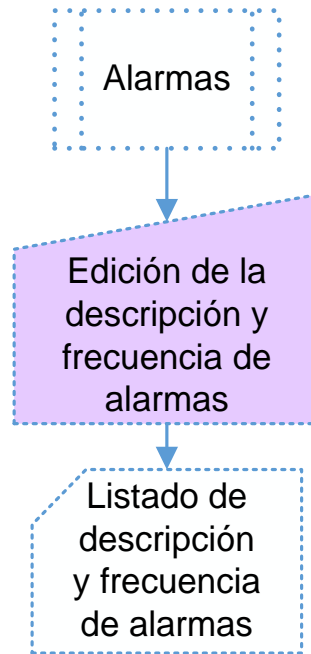 Alarmas
Edición de la
descripción y
frecuencia de
alarmas
Listado de
descripción
y frecuencia
de alarmas